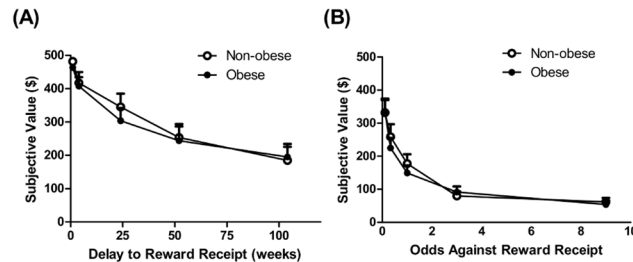 (A)
Non-obese
Obese
Subjective Value ($)
500
400
300
200
100
0
25
50
75
100
Delay to Reward Receipt (weeks)
(B)
Non-obese
Obese
Subjective Value ($)
500
400
300
200
100
0
0
2
4
6
8
10
Odds Against Reward Receipt